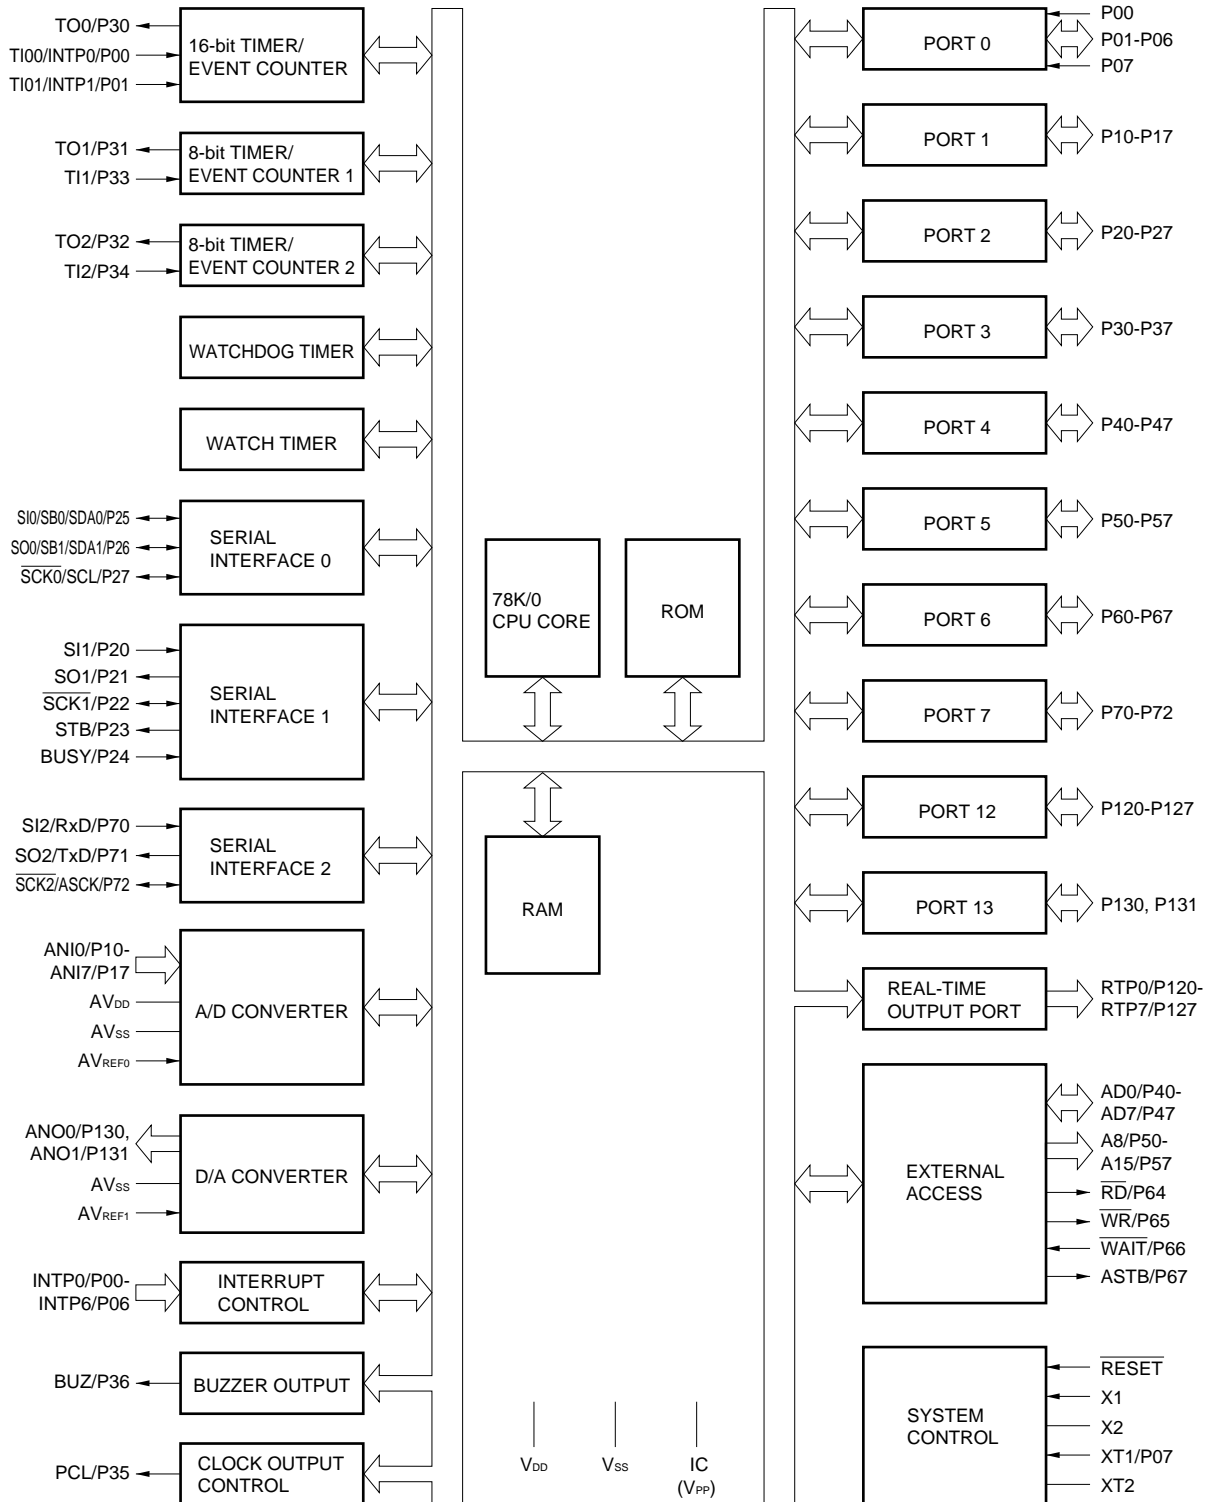 TO0/P30
TI00/INTP0/P00
TI01/INTP1/P01
16-bit TIMER/
EVENT COUNTER
TO1/P31
TI1/P33
8-bit TIMER/
EVENT COUNTER 1
TO2/P32
TI2/P34
8-bit TIMER/
EVENT COUNTER 2
WATCHDOG TIMER
WATCH TIMER
SI0/SB0/SDA0/P25
SO0/SB1/SDA1/P26
SCK0/SCL/P27
SERIAL
INTERFACE 0
SI1/P20
SO1/P21
SCK1/P22
STB/P23
BUSY/P24
SERIAL
INTERFACE 1
SI2/RxD/P70
SO2/TxD/P71
SCK2/ASCK/P72
SERIAL
INTERFACE 2
ANI0/P10-
ANI7/P17
AVDD
AVSS
AVREF0
A/D CONVERTER
ANO0/P130,
ANO1/P131
AVSS
AVREF1
D/A CONVERTER
INTP0/P00-
INTP6/P06
INTERRUPT
CONTROL
BUZ/P36
BUZZER OUTPUT
PCL/P35
CLOCK OUTPUT
CONTROL
78K/0
CPU CORE
ROM
RAM
VDD
VSS
IC
(VPP)
PORT 0
P00
P01-P06
P07
PORT 1
P10-P17
PORT 2
P20-P27
PORT 3
P30-P37
PORT 4
P40-P47
PORT 5
P50-P57
PORT 6
P60-P67
PORT 7
P70-P72
PORT 12
P120-P127
PORT 13
P130, P131
REAL-TIME
OUTPUT PORT
RTP0/P120-
RTP7/P127
EXTERNAL
ACCESS
AD0/P40-
AD7/P47
A8/P50-
A15/P57
RD/P64
WR/P65
WAIT/P66
ASTB/P67
SYSTEM
CONTROL
RESET
X1
X2
XT1/P07
XT2